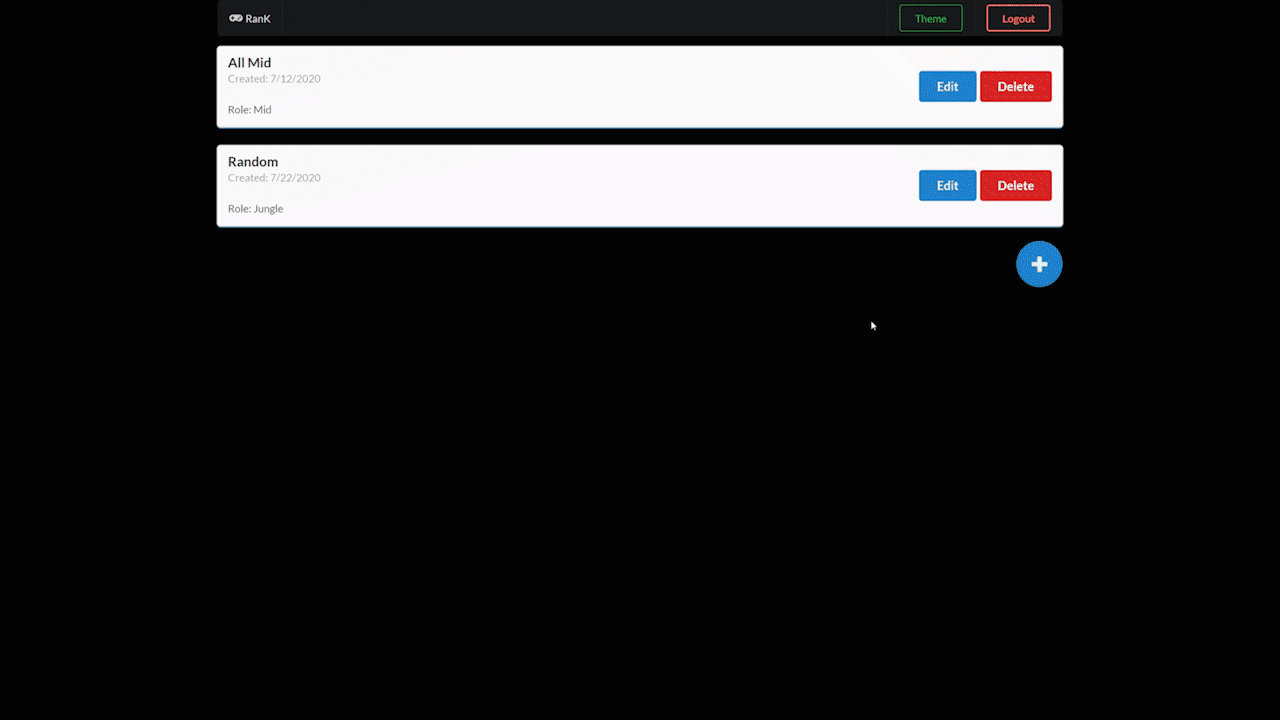 RanK
Theme
Logout
All Mid
Created: 7/12/2020
Role: Mid
Edit
Delete
Random
Created: 7/22/2020
Role: Jungle
Edit
Delete